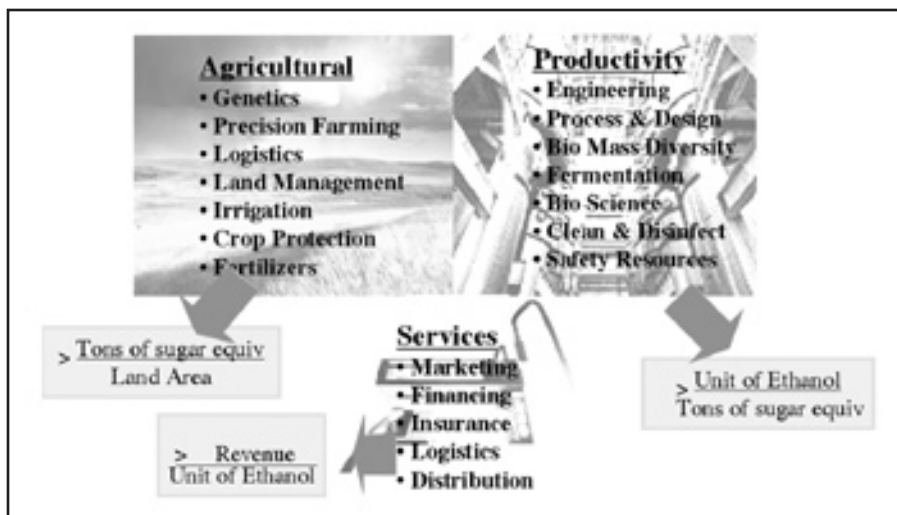 Agricultural
• Genetics
• Precision Farming
• Logistics
• Land Management
• Irrigation
• Crop Protection
• Fertilizers
Productivity
• Engineering
• Process & Design
• Bio Mass Diversity
• Fermentation
• Bio Science
• Clean & Disinfect
• Safety Resources
> Tons of sugar equiv
Land Area
Services
• Marketing
• Financing
• Insurance
• Logistics
• Distribution
> Unit of Ethanol
Tons of sugar equiv
> Revenue
Unit of Ethanol